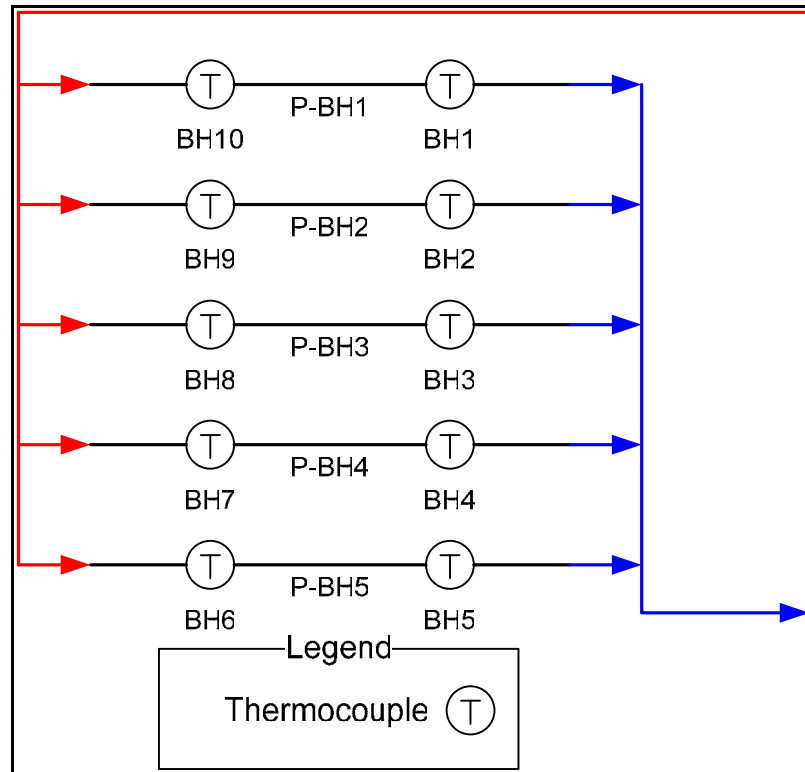 T T
P-BH1
BH10 BH1
T T
P-BH2
BH9 BH2
T T
P-BH3
BH8 BH3
T T
P-BH4
BH7 BH4
T T
P-BH5
BH6 BH5
Legend
Thermocouple T